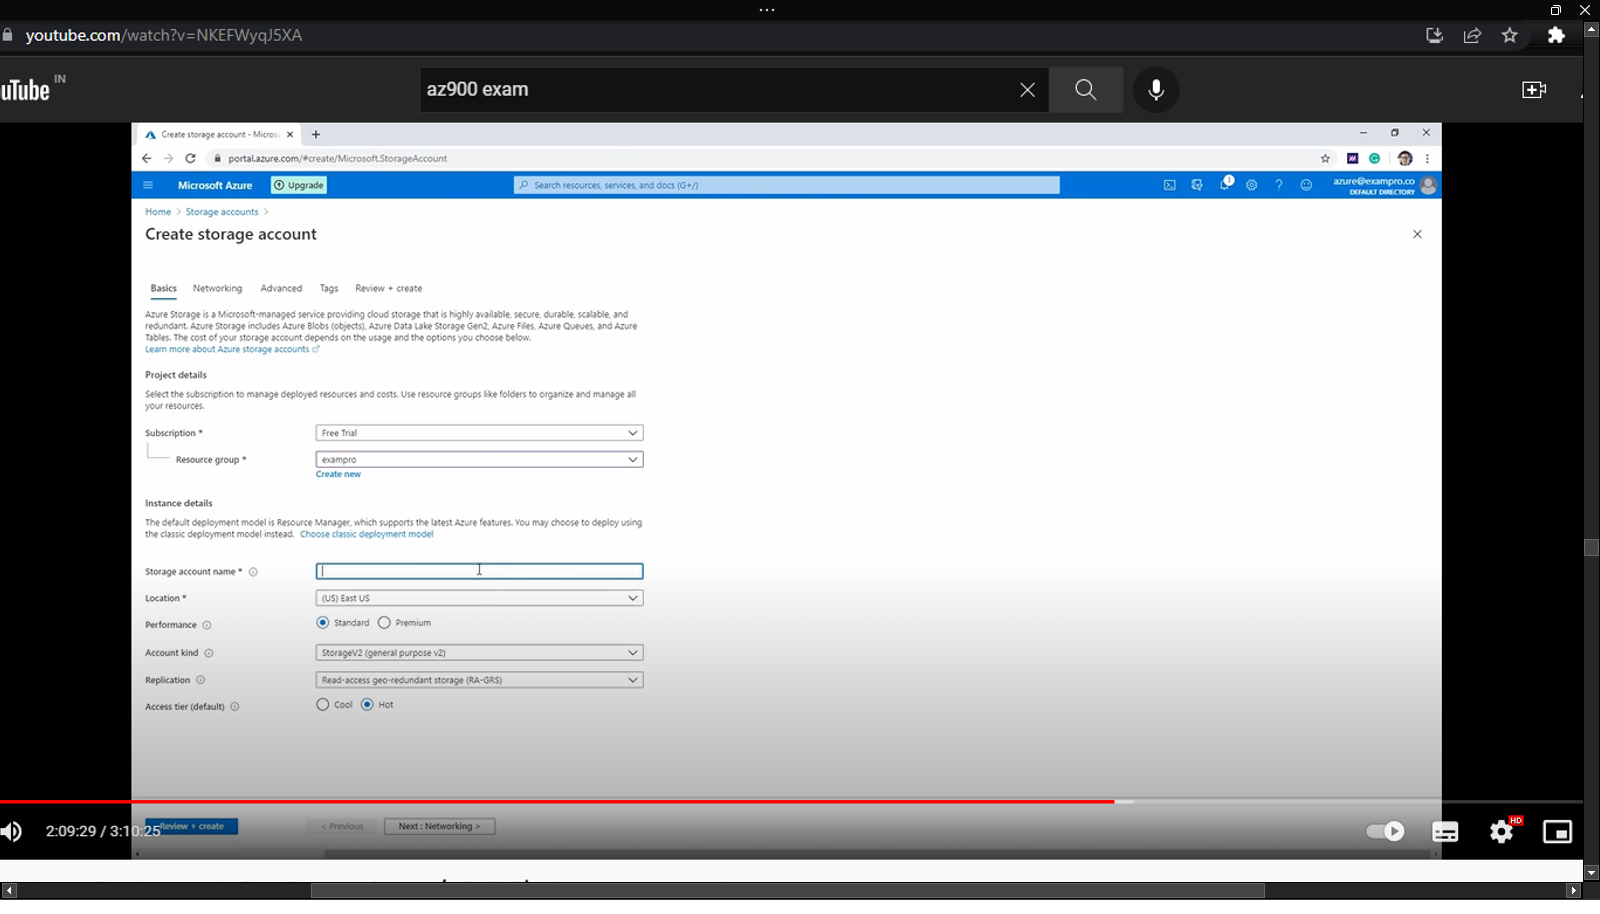 youtube.com/watch?v=NKEFWyqJ5XA
uTube IN
az900 exam
Create storage account - Micros
portal.azure.com/#create/Microsoft.StorageAccount
Microsoft Azure
Upgrade
Search resources, services, and docs (G+/)
1
azure@exampro.co
DEFAULT DIRECTORY
Home > Storage accounts >
Create storage account
Basics Networking Advanced Tags Review + create
Azure Storage is a Microsoft-managed service providing cloud storage that is highly available, secure, durable, scalable, and
redundant. Azure Storage includes Azure Blobs (objects), Azure Data Lake Storage Gen2, Azure Files, Azure Queues, and Azure
Tables. The cost of your storage account depends on the usage and the options you choose below.
Learn more about Azure storage accounts
Project details
Select the subscription to manage deployed resources and costs. Use resource groups like folders to organize and manage all
your resources.
Subscription * Free Trial
Resource group * exampro
Create new
Instance details
The default deployment model is Resource Manager, which supports the latest Azure features. You may choose to deploy using
the classic deployment model instead. Choose classic deployment model
Storage account name *
Location * (US) East US
Performance Standard Premium
Account kind StorageV2 (general purpose v2)
Replication Read-access geo-redundant storage (RA-GRS)
Access tier (default) Cool Hot
Review + create < Previous Next : Networking >
2:09:29 / 3:10:25
HD